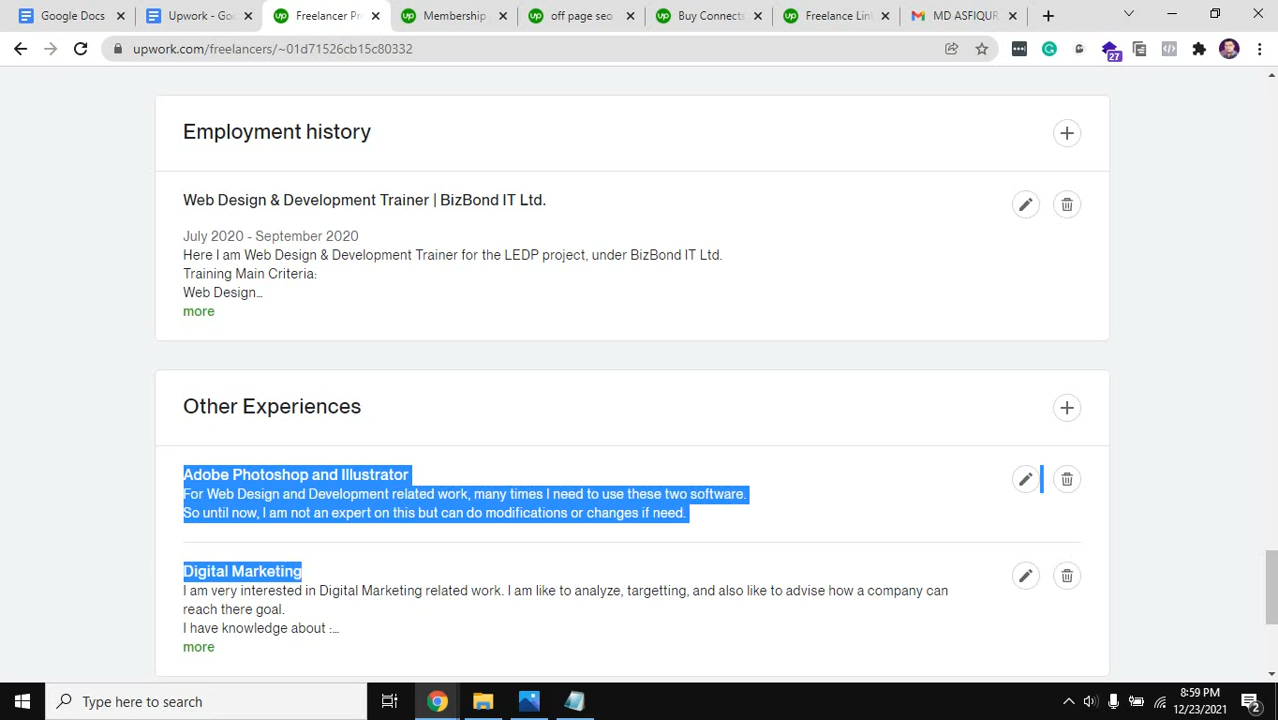 Google Docs
Upwork - Go
Freelancer Pr
Membership
off page seo
Buy Connects
Freelance Lin
MD ASFIQUR
upwork.com/freelancers/~01d71526cb15c80332
27
Employment history
Web Design & Development Trainer | BizBond IT Ltd.
July 2020 - September 2020
Here I am Web Design & Development Trainer for the LEDP project, under BizBond IT Ltd.
Training Main Criteria:
Web Design...
more
Other Experiences
Adobe Photoshop and Illustrator
For Web Design and Development related work, many times I need to use these two software.
So until now, I am not an expert on this but can do modifications or changes if need.
Digital Marketing
I am very interested in Digital Marketing related work. I am like to analyze, targetting, and also like to advise how a company can
reach there goal.
I have knowledge about :...
more
Type here to search
8:59 PM
12/23/2021
2